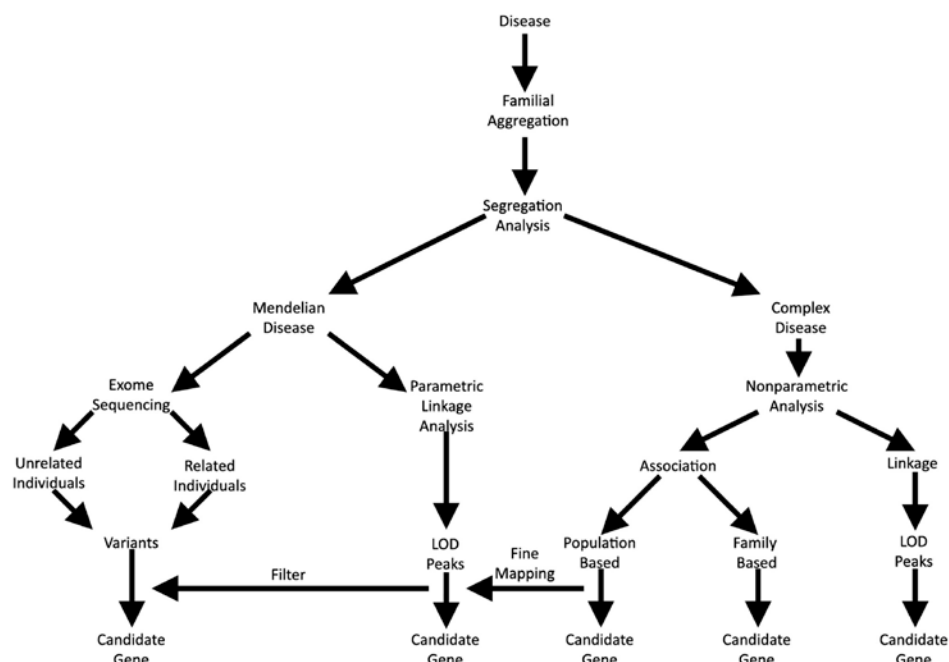 Disease
Familial
Aggregation
Segregation
Analysis
Mendelian
Disease
Complex
Disease
Exome
Sequencing
Parametric
Linkage
Analysis
Nonparametric
Analysis
Unrelated
Individuals
Related
Individuals
Association
Linkage
Variants
LOD
Peaks
Fine
Mapping
Population
Based
Family
Based
LOD
Peaks
Filter
Candidate
Gene
Candidate
Gene
Candidate
Gene
Candidate
Gene
Candidate
Gene